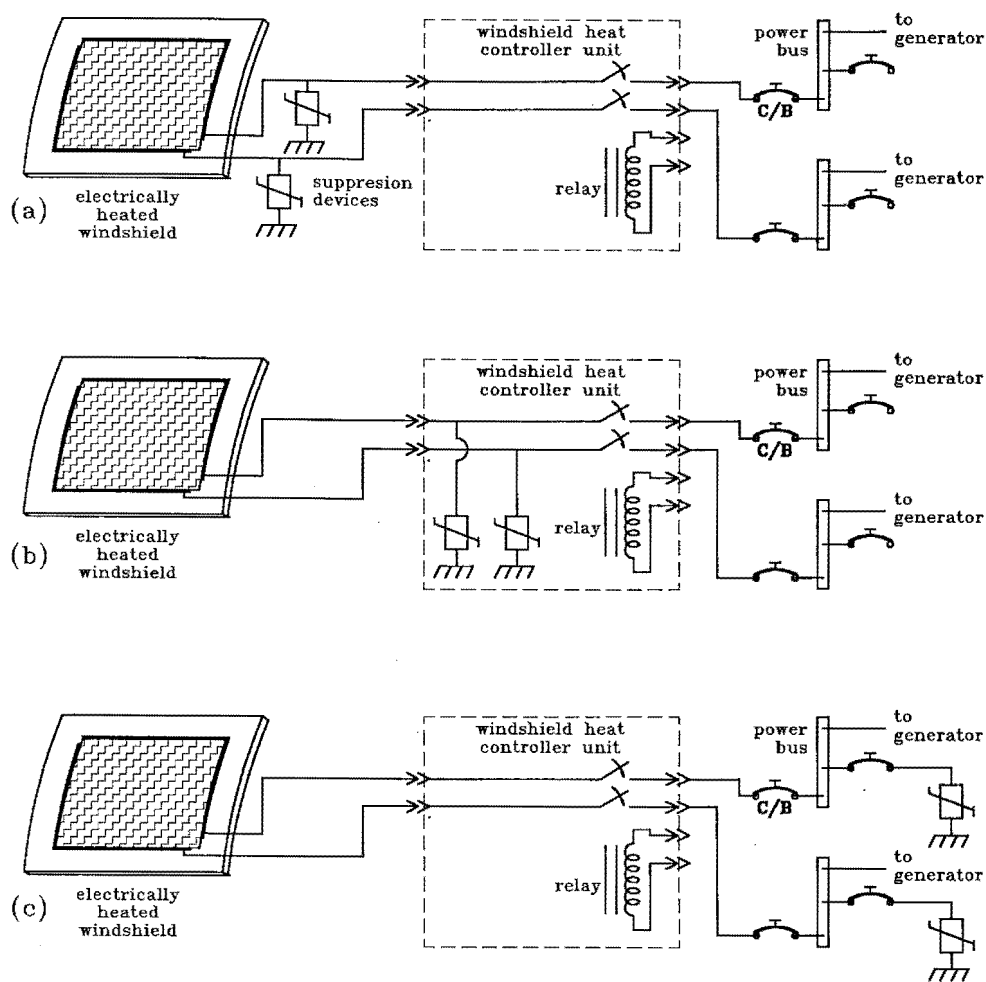 windshield heat
controller unit
power
bus
to
generator
C/B
suppresion
devices
relay
to
generator
electrically
heated
windshield
(a)
windshield heat
controller unit
power
bus
to
generator
C/B
relay
to
generator
electrically
heated
windshield
(b)
windshield heat
controller unit
power
bus
to
generator
C/B
relay
to
generator
electrically
heated
windshield
(c)